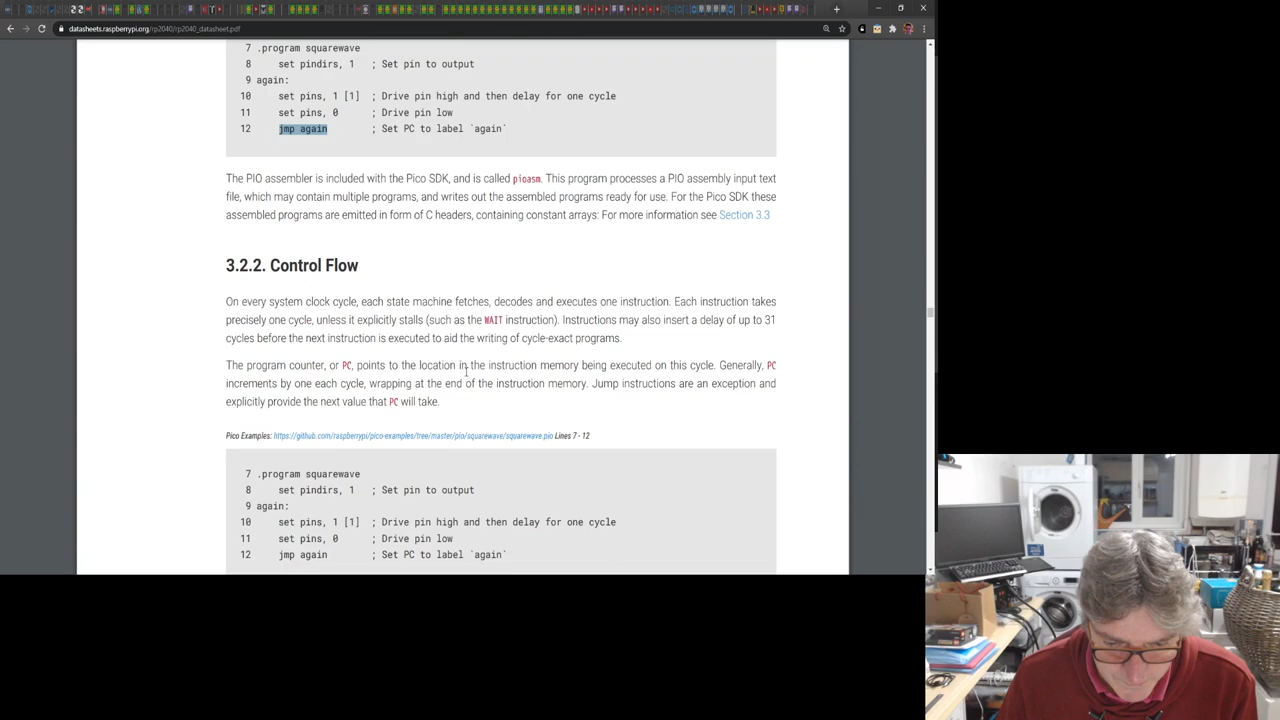 datasheets.raspberrypi.org/rp2040/rp2040_datasheet.pdf
7 .program squarewave
8 set pindirs, 1 ; Set pin to output
9 again:
10 set pins, 1 [1] ; Drive pin high and then delay for one cycle
11 set pins, 0 ; Drive pin low
12 jmp again ; Set PC to label `again`
The PIO assembler is included with the Pico SDK, and is called pioasm. This program processes a PIO assembly input text
file, which may contain multiple programs, and writes out the assembled programs ready for use. For the Pico SDK these
assembled programs are emitted in form of C headers, containing constant arrays: For more information see Section 3.3
3.2.2. Control Flow
On every system clock cycle, each state machine fetches, decodes and executes one instruction. Each instruction takes
precisely one cycle, unless it explicitly stalls (such as the WAIT instruction). Instructions may also insert a delay of up to 31
cycles before the next instruction is executed to aid the writing of cycle-exact programs.
The program counter, or PC, points to the location in the instruction memory being executed on this cycle. Generally, PC
increments by one each cycle, wrapping at the end of the instruction memory. Jump instructions are an exception and
explicitly provide the next value that PC will take.
Pico Examples: https://github.com/raspberrypi/pico-examples/tree/master/pio/squarewave/squarewave.pio Lines 7 - 12
7 .program squarewave
8 set pindirs, 1 ; Set pin to output
9 again:
10 set pins, 1 [1] ; Drive pin high and then delay for one cycle
11 set pins, 0 ; Drive pin low
12 jmp again ; Set PC to label `again`